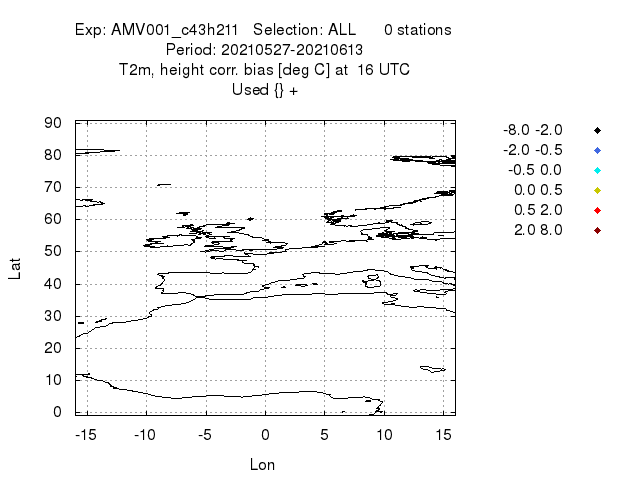 Exp: AMV001_c43h211   Selection: ALL      0 stations
Period: 20210527-20210613
T2m, height corr. bias [deg C] at  16 UTC
Used {} +
-8.0 -2.0
-2.0 -0.5
-0.5 0.0
0.0 0.5
0.5 2.0
2.0 8.0
90
80
70
60
50
40
30
20
10
0
Lat
-15 -10 -5 0 5 10 15
Lon